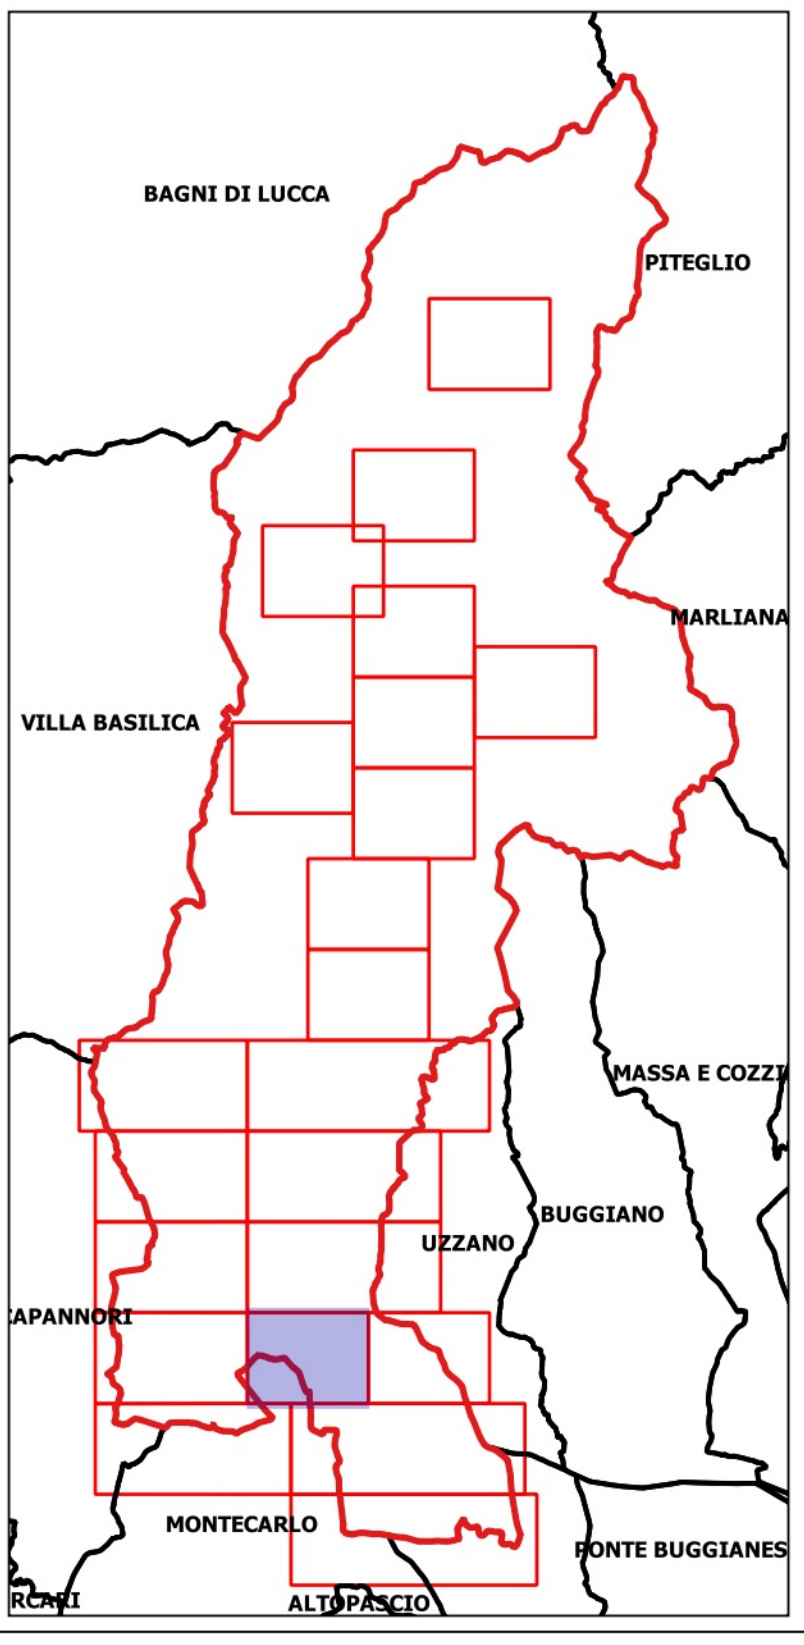 BAGNI DI LUCCA
PITEGLIO
MARLIANA
VILLA BASILICA
MASSA E COZZI
BUGGIANO
UZZANO
CAPANNORI
MONTECARLO
PONTE BUGGIANES
RCARI
ALTOPASCIO